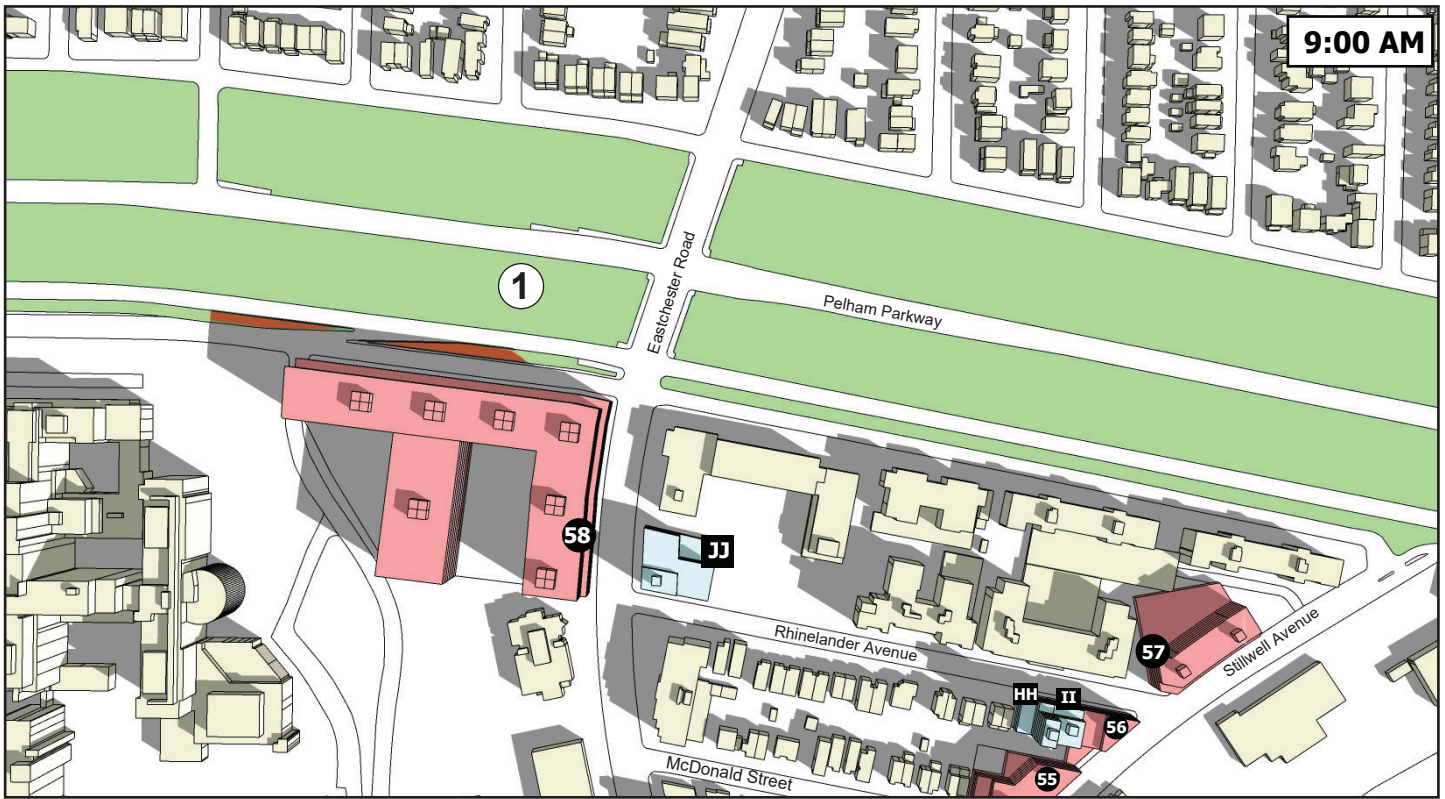 9:00 AM
1
Eastchester Road
Pelham Parkway
58
JJ
Rhinelander Avenue
57
Stillwell Avenue
HH
II
56
55
McDonald Street